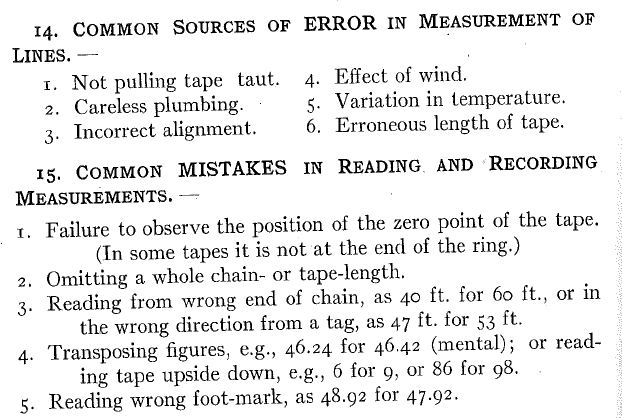 14. COMMON SOURCES OF ERROR IN MEASUREMENT OF
LINES. —
1. Not pulling tape taut. 4. Effect of wind.
2. Careless plumbing. 5. Variation in temperature.
3. Incorrect alignment. 6. Erroneous length of tape.
15. COMMON MISTAKES IN READING AND RECORDING
MEASUREMENTS. —
1. Failure to observe the position of the zero point of the tape.
(In some tapes it is not at the end of the ring.)
2. Omitting a whole chain- or tape-length.
3. Reading from wrong end of chain, as 40 ft. for 60 ft., or in
the wrong direction from a tag, as 47 ft. for 53 ft.
4. Transposing figures, e.g., 46.24 for 46.42 (mental); or read-
ing tape upside down, e.g., 6 for 9, or 86 for 98.
5. Reading wrong foot-mark, as 48.92 for 47.92.